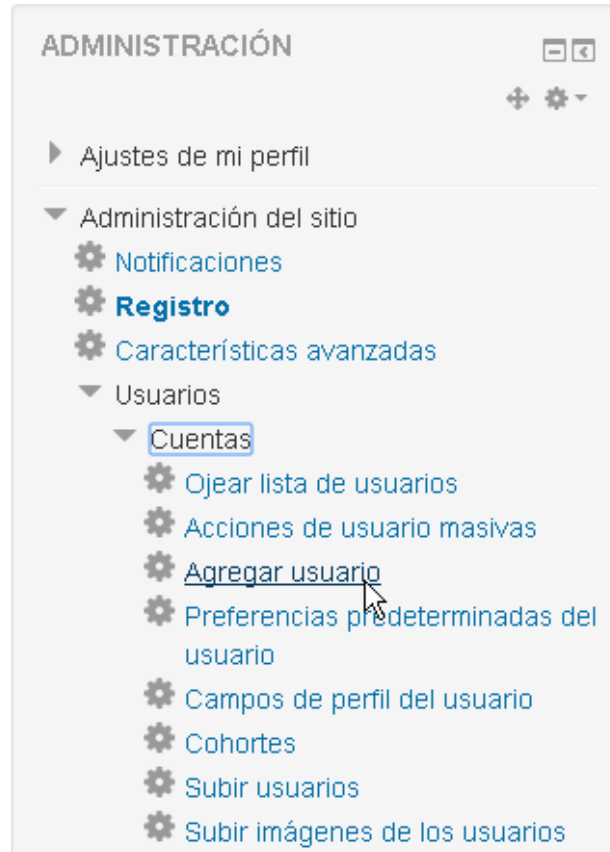 ADMINISTRACIÓN
Ajustes de mi perfil
Administración del sitio
Notificaciones
Registro
Características avanzadas
Usuarios
Cuentas
Ojear lista de usuarios
Acciones de usuario masivas
Agregar usuario
Preferencias predeterminadas del
usuario
Campos de perfil del usuario
Cohortes
Subir usuarios
Subir imágenes de los usuarios